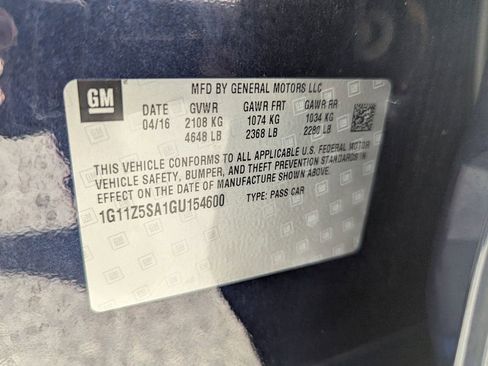 GM
MFD BY GENERAL MOTORS LLC
DATE GVWR GAWR FRT GAWR RR
04/16 2108 KG 1074 KG 1034 KG
4648 LB 2368 LB 2280 LB
THIS VEHICLE CONFORMS TO ALL APPLICABLE U.S. FEDERAL MOTOR
VEHICLE SAFETY, BUMPER, AND THEFT PREVENTION STANDARDS IN
EFFECT ON THE DATE OF MANUFACTURE SHOWN ABOVE.
1G11Z5SA1GU154600 TYPE: PASS CAR